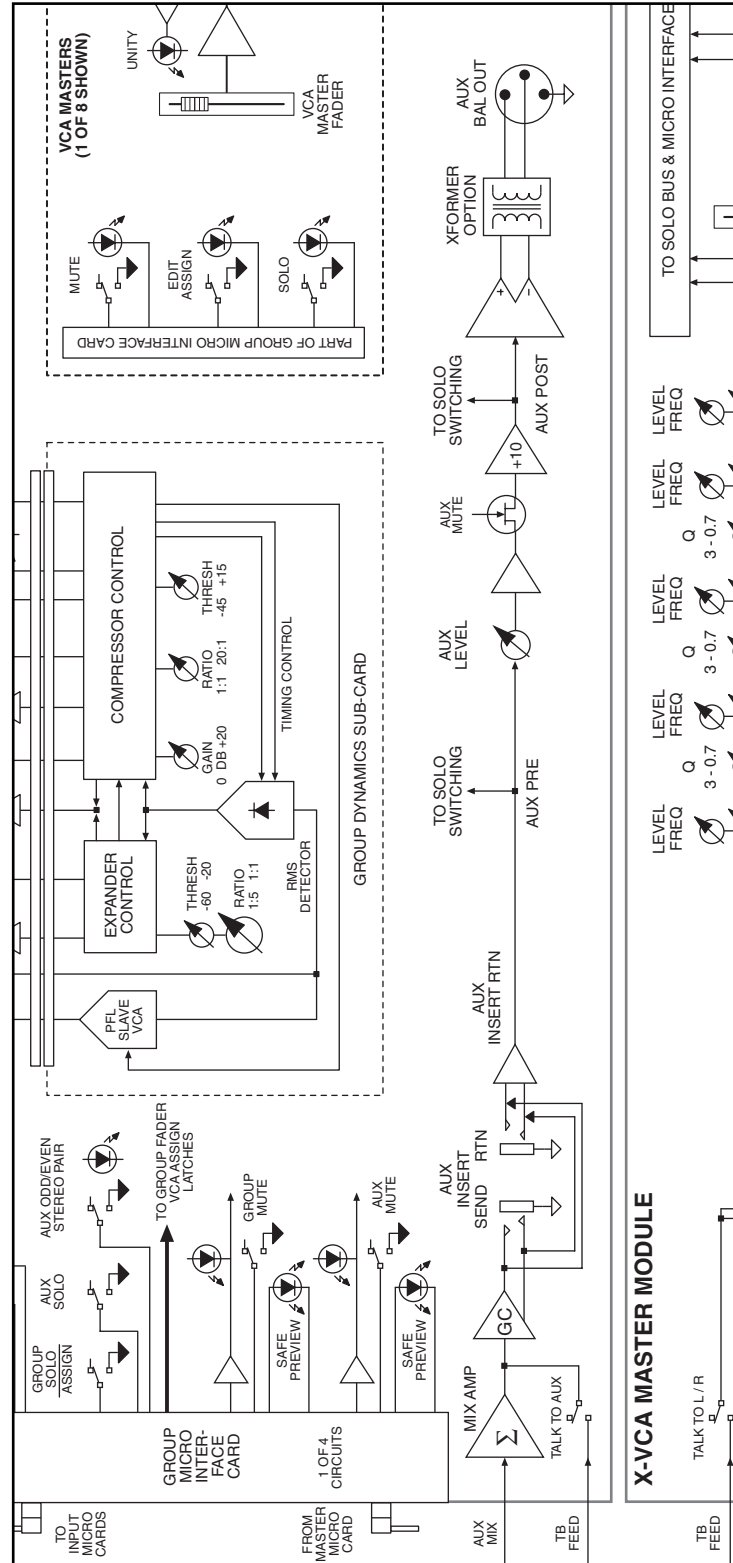 VCA MASTERS
(1 OF 8 SHOWN)
UNITY
VCA
MASTER
FADER
MUTE
EDIT
ASSIGN
SOLO
PART OF GROUP MICRO INTERFACE CARD
COMPRESSOR CONTROL
GAIN
0 DB +20
RATIO
1:1 20:1
THRESH
-45 +15
TIMING CONTROL
EXPANDER
CONTROL
THRESH
-60 -20
RATIO
1:5 1:1
RMS
DETECTOR
PFL
SLAVE
VCA
GROUP DYNAMICS SUB-CARD
GROUP
SOLO
ASSIGN
AUX
SOLO
AUX ODD/EVEN
STEREO PAIR
TO GROUP FADER
VCA ASSIGN
LATCHES
GROUP
MUTE
SAFE
PREVIEW
AUX
MUTE
SAFE
PREVIEW
GROUP
MICRO
INTER-
FACE
CARD
1 OF 4
CIRCUITS
TO
INPUT
MICRO
CARDS
FROM
MASTER
MICRO
CARD
AUX
MIX
MIX AMP
Σ
GC
TALK TO AUX
TB
FEED
AUX
INSERT
SEND RTN
AUX
INSERT RTN
TO SOLO
SWITCHING
AUX PRE
AUX
LEVEL
AUX
MUTE
+10
TO SOLO
SWITCHING
AUX POST
+
−
XFORMER
OPTION
AUX
BAL OUT
X-VCA MASTER MODULE
TALK TO L / R
TB
FEED
LEVEL
FREQ
Q
3 - 0.7
LEVEL
FREQ
Q
3 - 0.7
LEVEL
FREQ
Q
3 - 0.7
LEVEL
FREQ
LEVEL
FREQ
TO SOLO BUS & MICRO INTERFACE